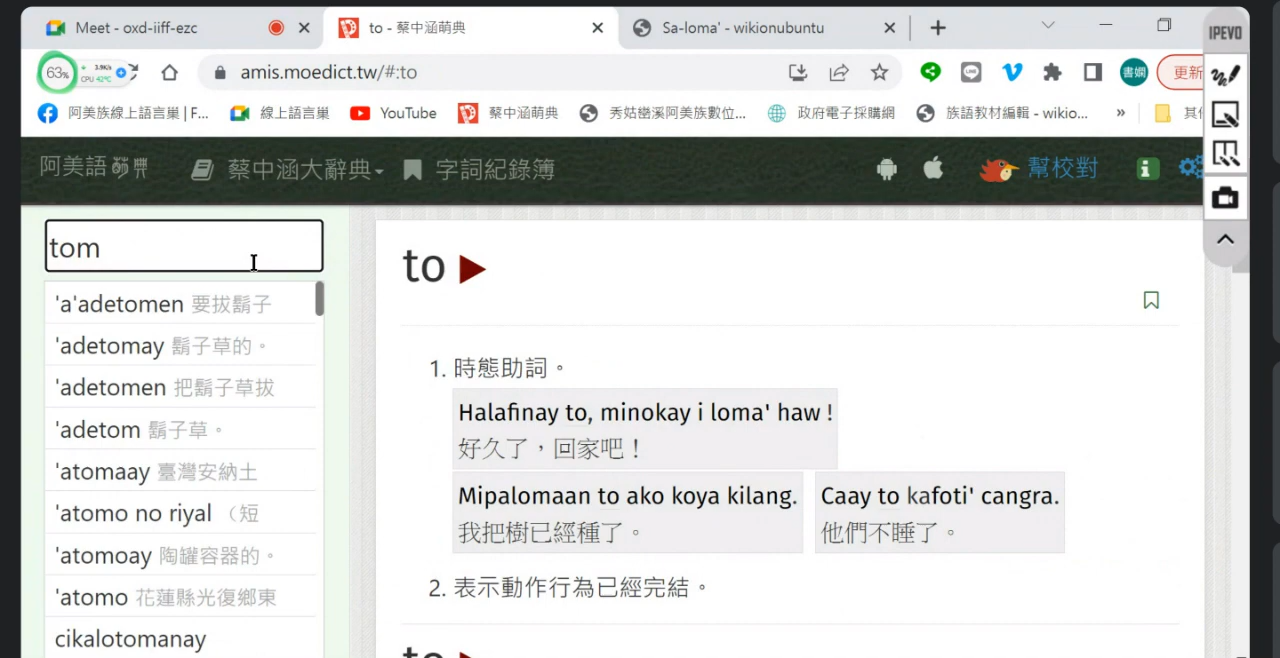 Meet - oxd-iiff-ezc
to - 蔡中涵萌典
Sa-loma' - wikionubuntu
IPEVO
63%
3.9K/s
CPU 42°C
amis.moedict.tw/#:to
書嫺
更新
阿美族線上語言巢 | F...
線上語言巢
YouTube
蔡中涵萌典
秀姑巒溪阿美族數位...
政府電子採購網
族語教材編輯 - wikio...
»
阿美語萌典
蔡中涵大辭典
字詞紀錄簿
幫校對
tom
'a'adetomen 要拔鬍子
'adetomay 鬍子草的。
'adetomen 把鬍子草拔
'adetom 鬍子草。
'atomaay 臺灣安納土
'atomo no riyal （短
'atomoay 陶罐容器的。
'atomo 花蓮縣光復鄉東
cikalotomanay
to
1. 時態助詞。
Halafinay to, minokay i loma' haw !
好久了，回家吧！
Mipalomaan to ako koya kilang.
我把樹已經種了。
Caay to kafoti' cangra.
他們不睡了。
2. 表示動作行為已經完結。
to